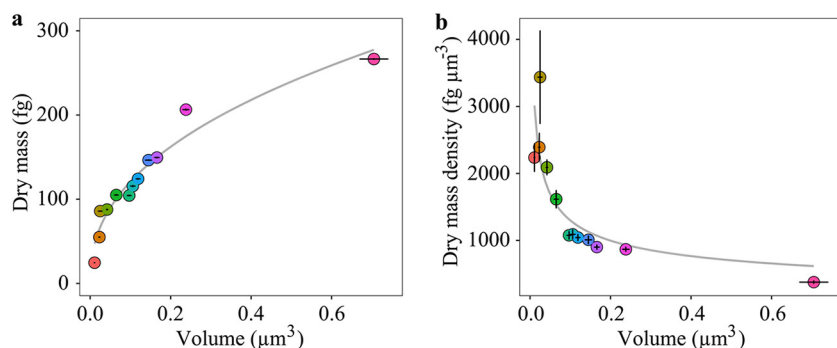 a
Dry mass (fg)
300
200
100
0
0.0 0.2 0.4 0.6
Volume (µm³)
b
Dry mass density (fg µm⁻³)
4000
3000
2000
1000
0.0 0.2 0.4 0.6
Volume (µm³)